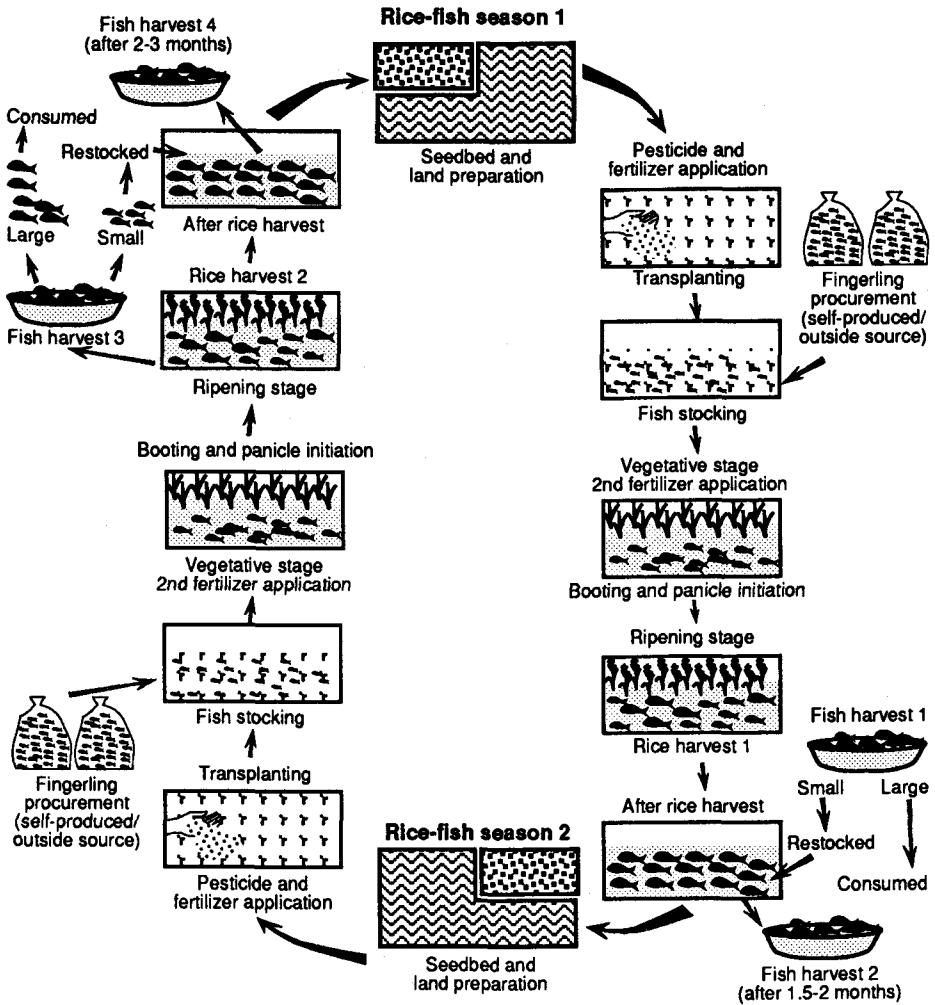 Rice-fish season 1
Seedbed and
land preparation
Pesticide and
fertilizer application
Transplanting
Fingerling
procurement
(self-produced/
outside source)
Fish stocking
Vegetative stage
2nd fertilizer application
Booting and panicle initiation
Ripening stage
Rice harvest 1
Fish harvest 1
Small
Large
After rice harvest
Restocked
Consumed
Fish harvest 2
(after 1.5-2 months)
Rice-fish season 2
Seedbed and
land preparation
Pesticide and
fertilizer application
Transplanting
Fingerling
procurement
(self-produced/
outside source)
Fish stocking
Vegetative stage
2nd fertilizer application
Booting and panicle initiation
Ripening stage
Fish harvest 3
Large
Small
Consumed
Restocked
Rice harvest 2
After rice harvest
Fish harvest 4
(after 2-3 months)